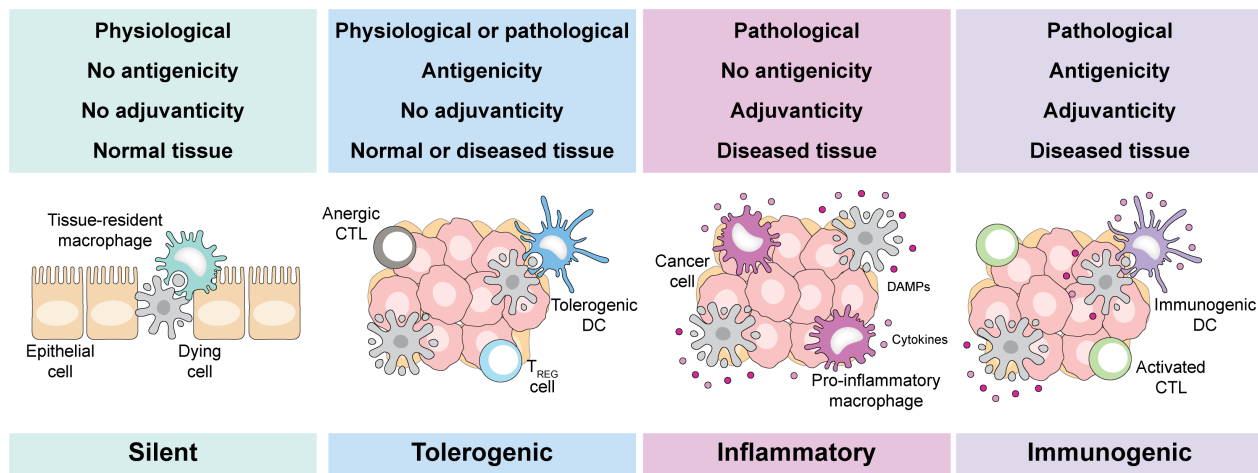 Physiological
No antigenicity
No adjuvanticity
Normal tissue
Physiological or pathological
Antigenicity
No adjuvanticity
Normal or diseased tissue
Pathological
No antigenicity
Adjuvanticity
Diseased tissue
Pathological
Antigenicity
Adjuvanticity
Diseased tissue
Tissue-resident
macrophage
Epithelial
cell
Dying
cell
Anergic
CTL
Tolerogenic
DC
TREG
cell
Cancer
cell
DAMPs
Cytokines
Pro-inflammatory
macrophage
Immunogenic
DC
Activated
CTL
Silent
Tolerogenic
Inflammatory
Immunogenic